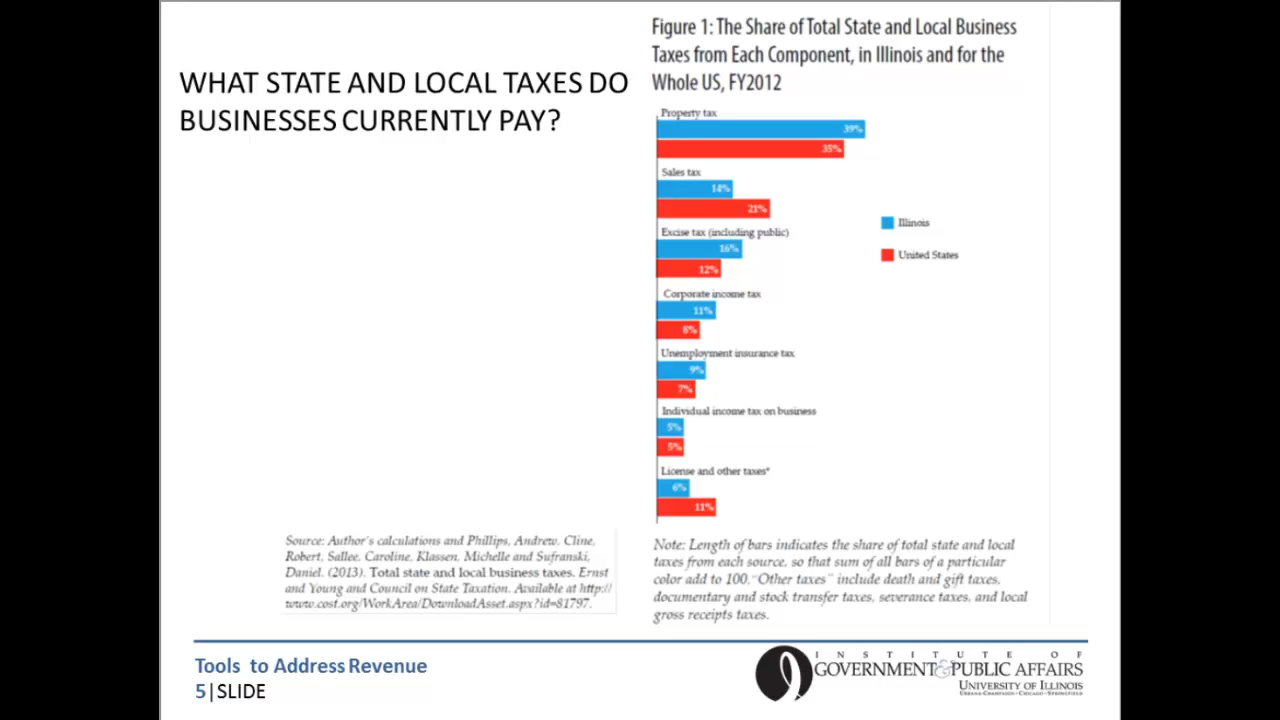 WHAT STATE AND LOCAL TAXES DO
BUSINESSES CURRENTLY PAY?
Figure 1: The Share of Total State and Local Business
Taxes from Each Component, in Illinois and for the
Whole US, FY2012
Property tax
39%
35%
Sales tax
14%
21%
Excise tax (including public)
16%
12%
Corporate income tax
11%
8%
Unemployment insurance tax
9%
7%
Individual income tax on business
5%
5%
License and other taxes*
6%
11%
Illinois
United States
Source: Author's calculations and Phillips, Andrew, Cline,
Robert, Sallee, Caroline, Klassen, Michelle and Sufranski,
Daniel. (2013). Total state and local business taxes. Ernst
and Young and Council on State Taxation. Available at http://
www.cost.org/WorkArea/DownloadAsset.aspx?id=81797.
Note: Length of bars indicates the share of total state and local
taxes from each source, so that sum of all bars of a particular
color add to 100. "Other taxes" include death and gift taxes,
documentary and stock transfer taxes, severance taxes, and local
gross receipts taxes.
Tools to Address Revenue
5|SLIDE
INSTITUTE OF
GOVERNMENT & PUBLIC AFFAIRS
UNIVERSITY OF ILLINOIS
URBANA-CHAMPAIGN • CHICAGO • SPRINGFIELD